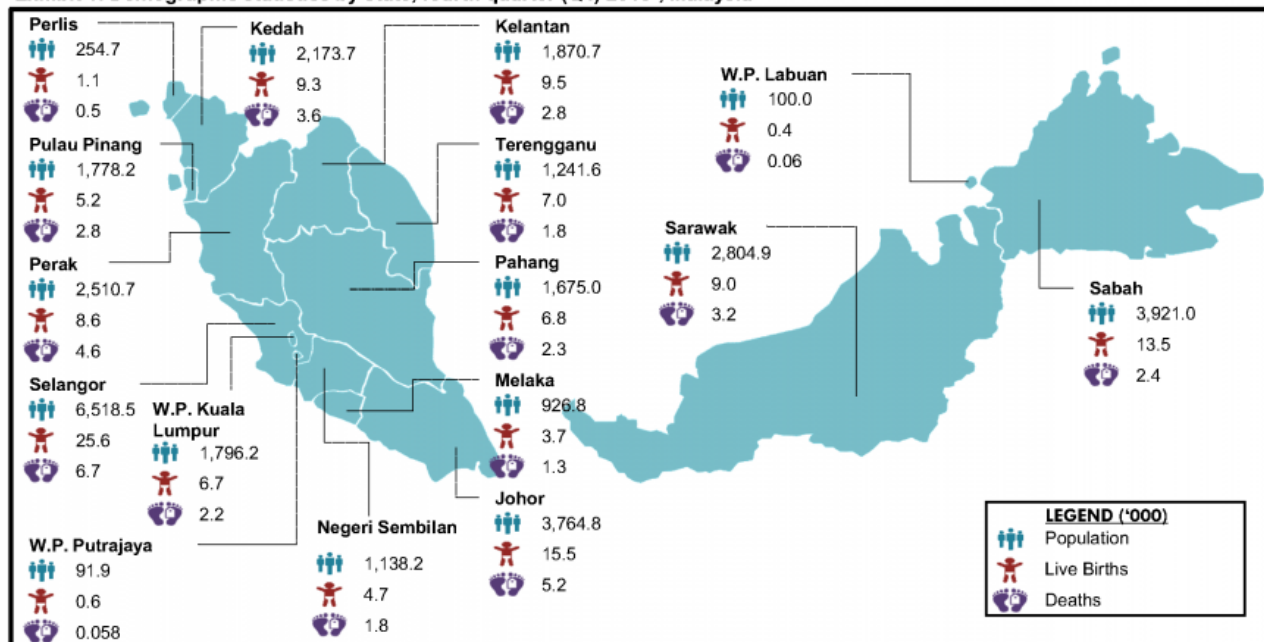 Perlis
254.7
1.1
0.5
Kedah
2,173.7
9.3
3.6
Kelantan
1,870.7
9.5
2.8
Pulau Pinang
1,778.2
5.2
2.8
Terengganu
1,241.6
7.0
1.8
W.P. Labuan
100.0
0.4
0.06
Perak
2,510.7
8.6
4.6
Pahang
1,675.0
6.8
2.3
Sarawak
2,804.9
9.0
3.2
Sabah
3,921.0
13.5
2.4
Selangor
6,518.5
25.6
6.7
W.P. Kuala
Lumpur
1,796.2
6.7
2.2
Melaka
926.8
3.7
1.3
W.P. Putrajaya
91.9
0.6
0.058
Negeri Sembilan
1,138.2
4.7
1.8
Johor
3,764.8
15.5
5.2
LEGEND ('000)
Population
Live Births
Deaths